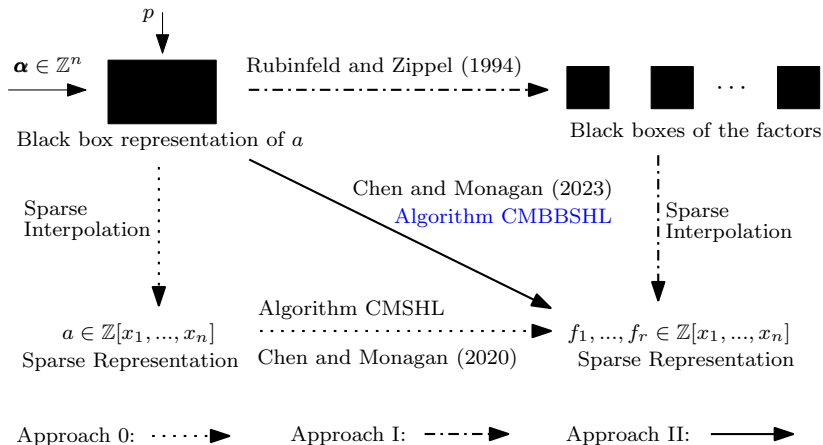 p
α ∈ ℤⁿ
Rubinfeld and Zippel (1994)
· · ·
Black box representation of a
Black boxes of the factors
Chen and Monagan (2023)
Algorithm CMBBSHL
Sparse
Interpolation
Sparse
Interpolation
Algorithm CMSHL
a ∈ ℤ[x₁, ..., xₙ]
Sparse Representation
Chen and Monagan (2020)
f₁, ..., fᵣ ∈ ℤ[x₁, ..., xₙ]
Sparse Representation
Approach 0:
Approach I:
Approach II: